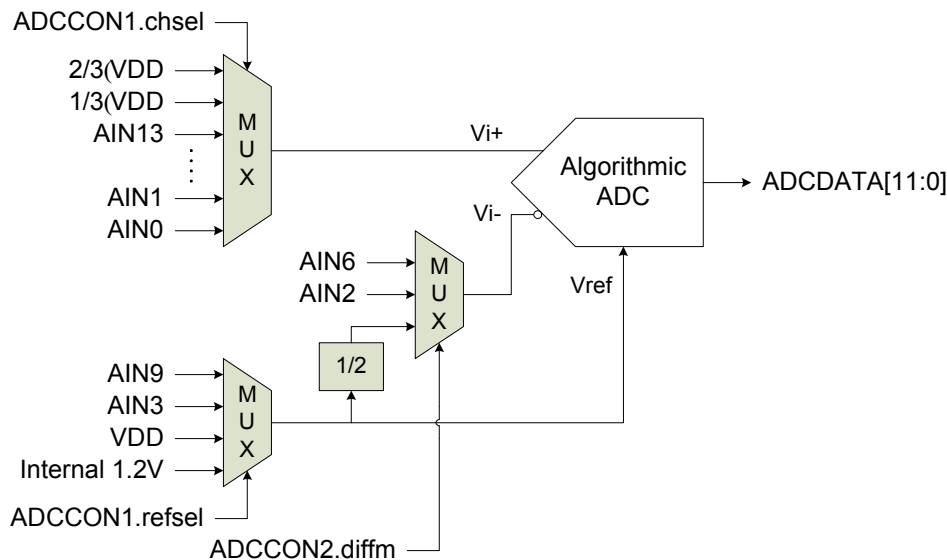 ADCCON1.chsel
2/3(VDD
1/3(VDD
AIN13
AIN1
AIN0
M
U
X
Vi+
Algorithmic
ADC
ADCDATA[11:0]
Vi-
AIN6
AIN2
M
U
X
Vref
1/2
AIN9
AIN3
VDD
Internal 1.2V
M
U
X
ADCCON1.refsel
ADCCON2.diffm